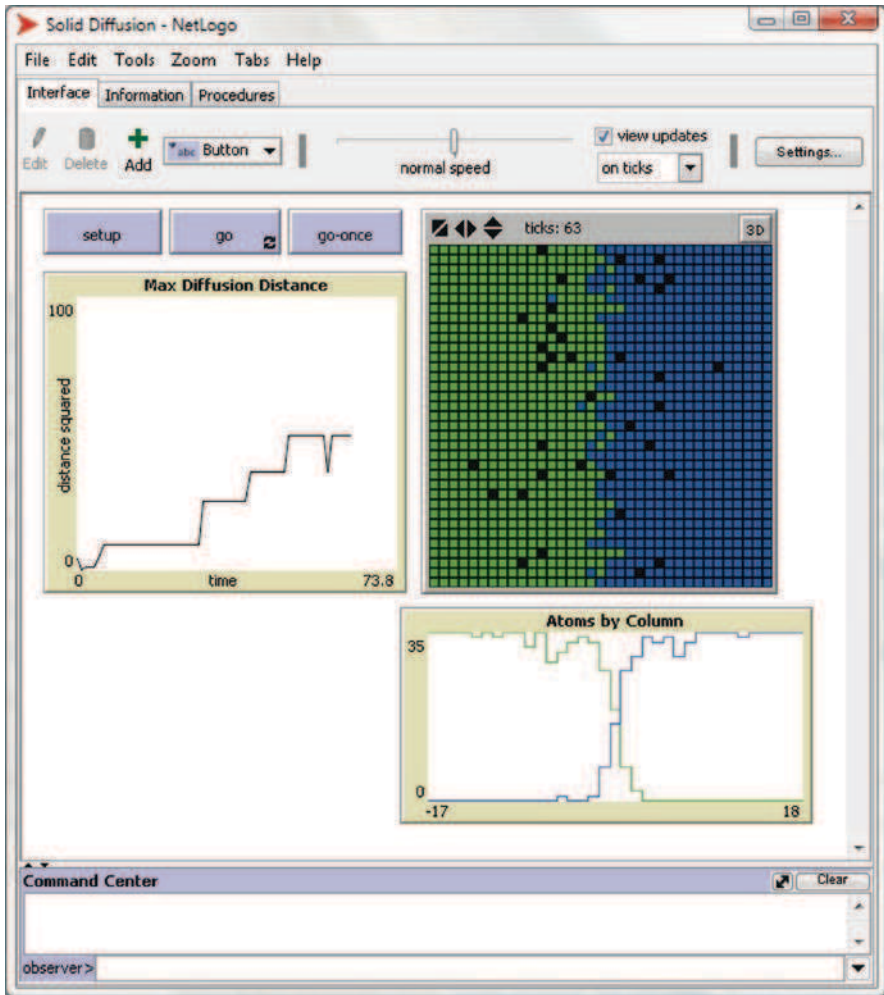 Solid Diffusion - NetLogo
File Edit Tools Zoom Tabs Help
Interface Information Procedures
Edit Delete Add abc Button normal speed view updates on ticks Settings...
setup go go-once
ticks: 63 3D
Max Diffusion Distance
100
distance squared
0
0 time 73.8
Atoms by Column
35
0
-17 18
Command Center Clear
observer>